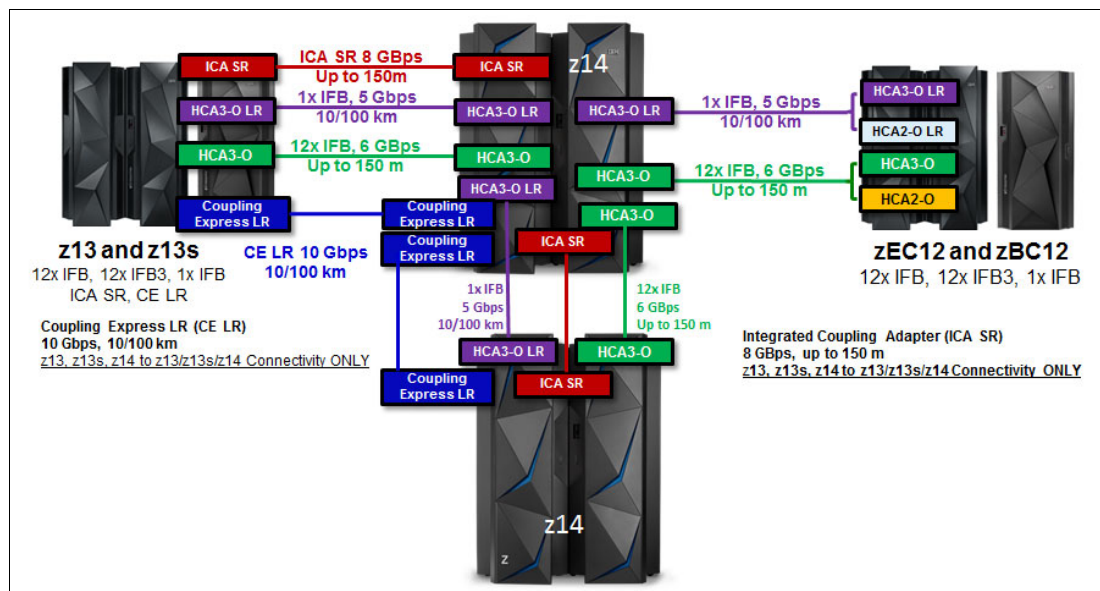 ICA SR
ICA SR 8 GBps
Up to 150m
ICA SR
z14
HCA3-O LR
1x IFB, 5 Gbps
10/100 km
HCA3-O LR
HCA3-O
12x IFB, 6 GBps
Up to 150 m
HCA3-O
HCA3-O LR
Coupling
Express LR
Coupling
Express LR
CE LR 10 Gbps
10/100 km
Coupling
Express LR
z13 and z13s
12x IFB, 12x IFB3, 1x IFB
ICA SR, CE LR
Coupling Express LR (CE LR)
10 Gbps, 10/100 km
z13, z13s, z14 to z13/z13s/z14 Connectivity ONLY
HCA3-O LR
1x IFB, 5 Gbps
10/100 km
HCA3-O LR
HCA2-O LR
HCA3-O
12x IFB, 6 GBps
Up to 150 m
HCA3-O
HCA2-O
HCA3-O
ICA SR
zEC12 and zBC12
12x IFB, 12x IFB3, 1x IFB
1x IFB
5 Gbps
10/100 km
12x IFB
6 GBps
Up to 150 m
Integrated Coupling Adapter (ICA SR)
8 GBps, up to 150 m
z13, z13s, z14 to z13/z13s/z14 Connectivity ONLY
HCA3-O LR
HCA3-O
Coupling
Express LR
ICA SR
z14
z